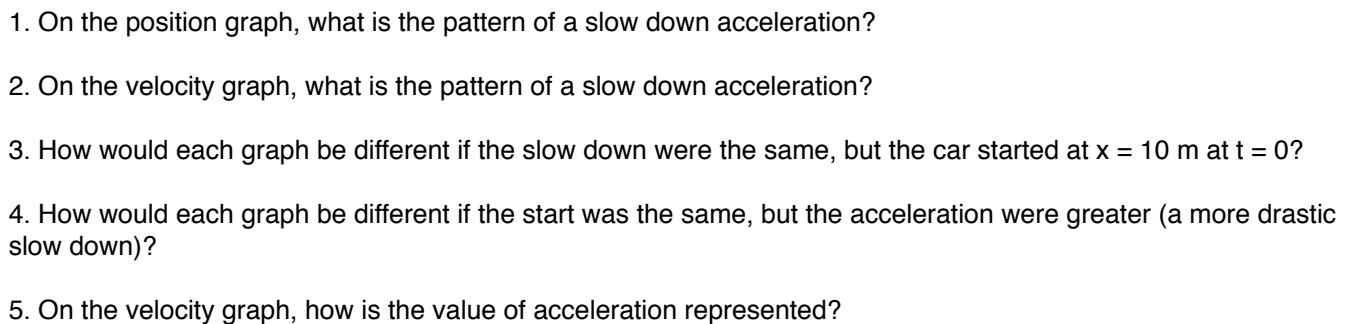 1. On the position graph, what is the pattern of a slow down acceleration?
2. On the velocity graph, what is the pattern of a slow down acceleration?
3. How would each graph be different if the slow down were the same, but the car started at x = 10 m at t = 0?
4. How would each graph be different if the start was the same, but the acceleration were greater (a more drastic
slow down)?
5. On the velocity graph, how is the value of acceleration represented?